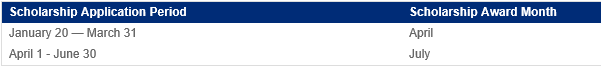 Scholarship Application Period Scholarship Award Month
January 20 — March 31 April
April 1 - June 30 July